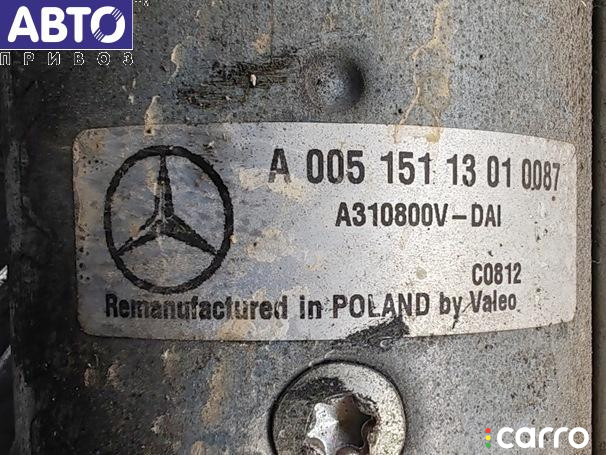 АВТО
ПРИВОЗ
A 005 151 13 01 0087
A310800V-DAI
C0812
Remanufactured in POLAND by Valeo
carro